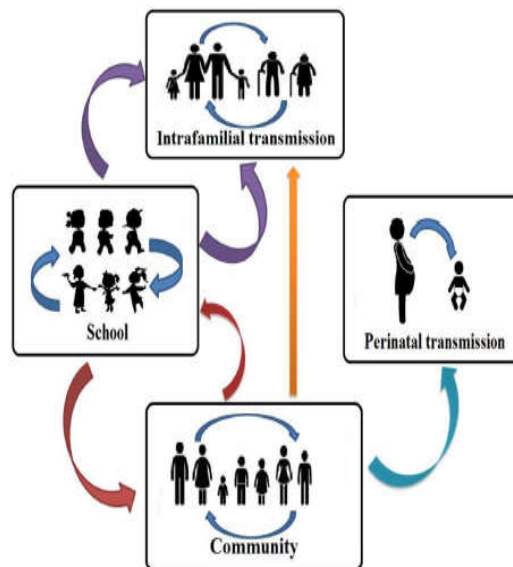 Intrafamilial transmission
School
Perinatal transmission
Community